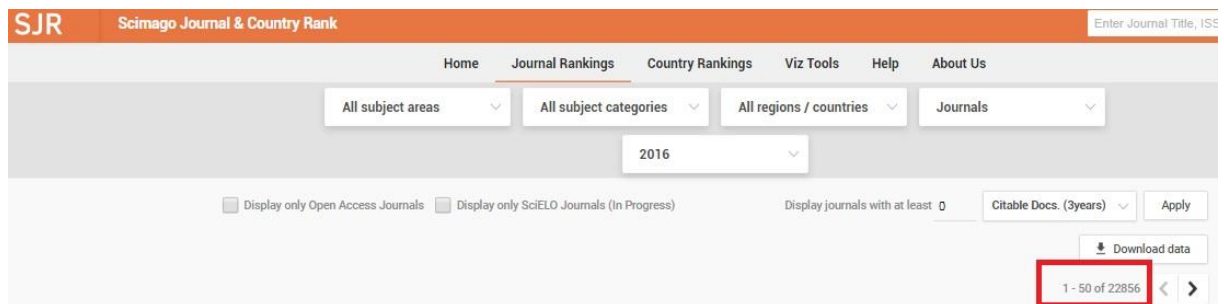 SJR Scimago Journal & Country Rank Enter Journal Title, ISS
Home Journal Rankings Country Rankings Viz Tools Help About Us
All subject areas All subject categories All regions / countries Journals
2016
Display only Open Access Journals Display only SciELO Journals (In Progress) Display journals with at least 0 Citable Docs. (3years) Apply
Download data
1 - 50 of 22856